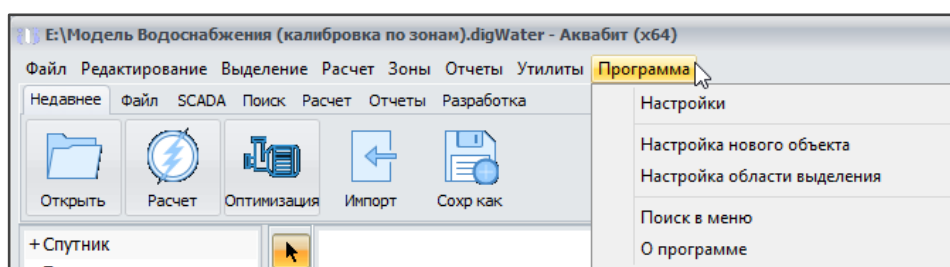 E:\Модель Водоснабжения (калибровка по зонам).digWater - Аквабит (x64)
Файл Редактирование Выделение Расчет Зоны Отчеты Утилиты Программа
Недавнее Файл SCADA Поиск Расчет Отчеты Разработка
Настройки
Настройка нового объекта
Настройка области выделения
Поиск в меню
О программе
Открыть Расчет Оптимизация Импорт Сохр как
+ Спутник